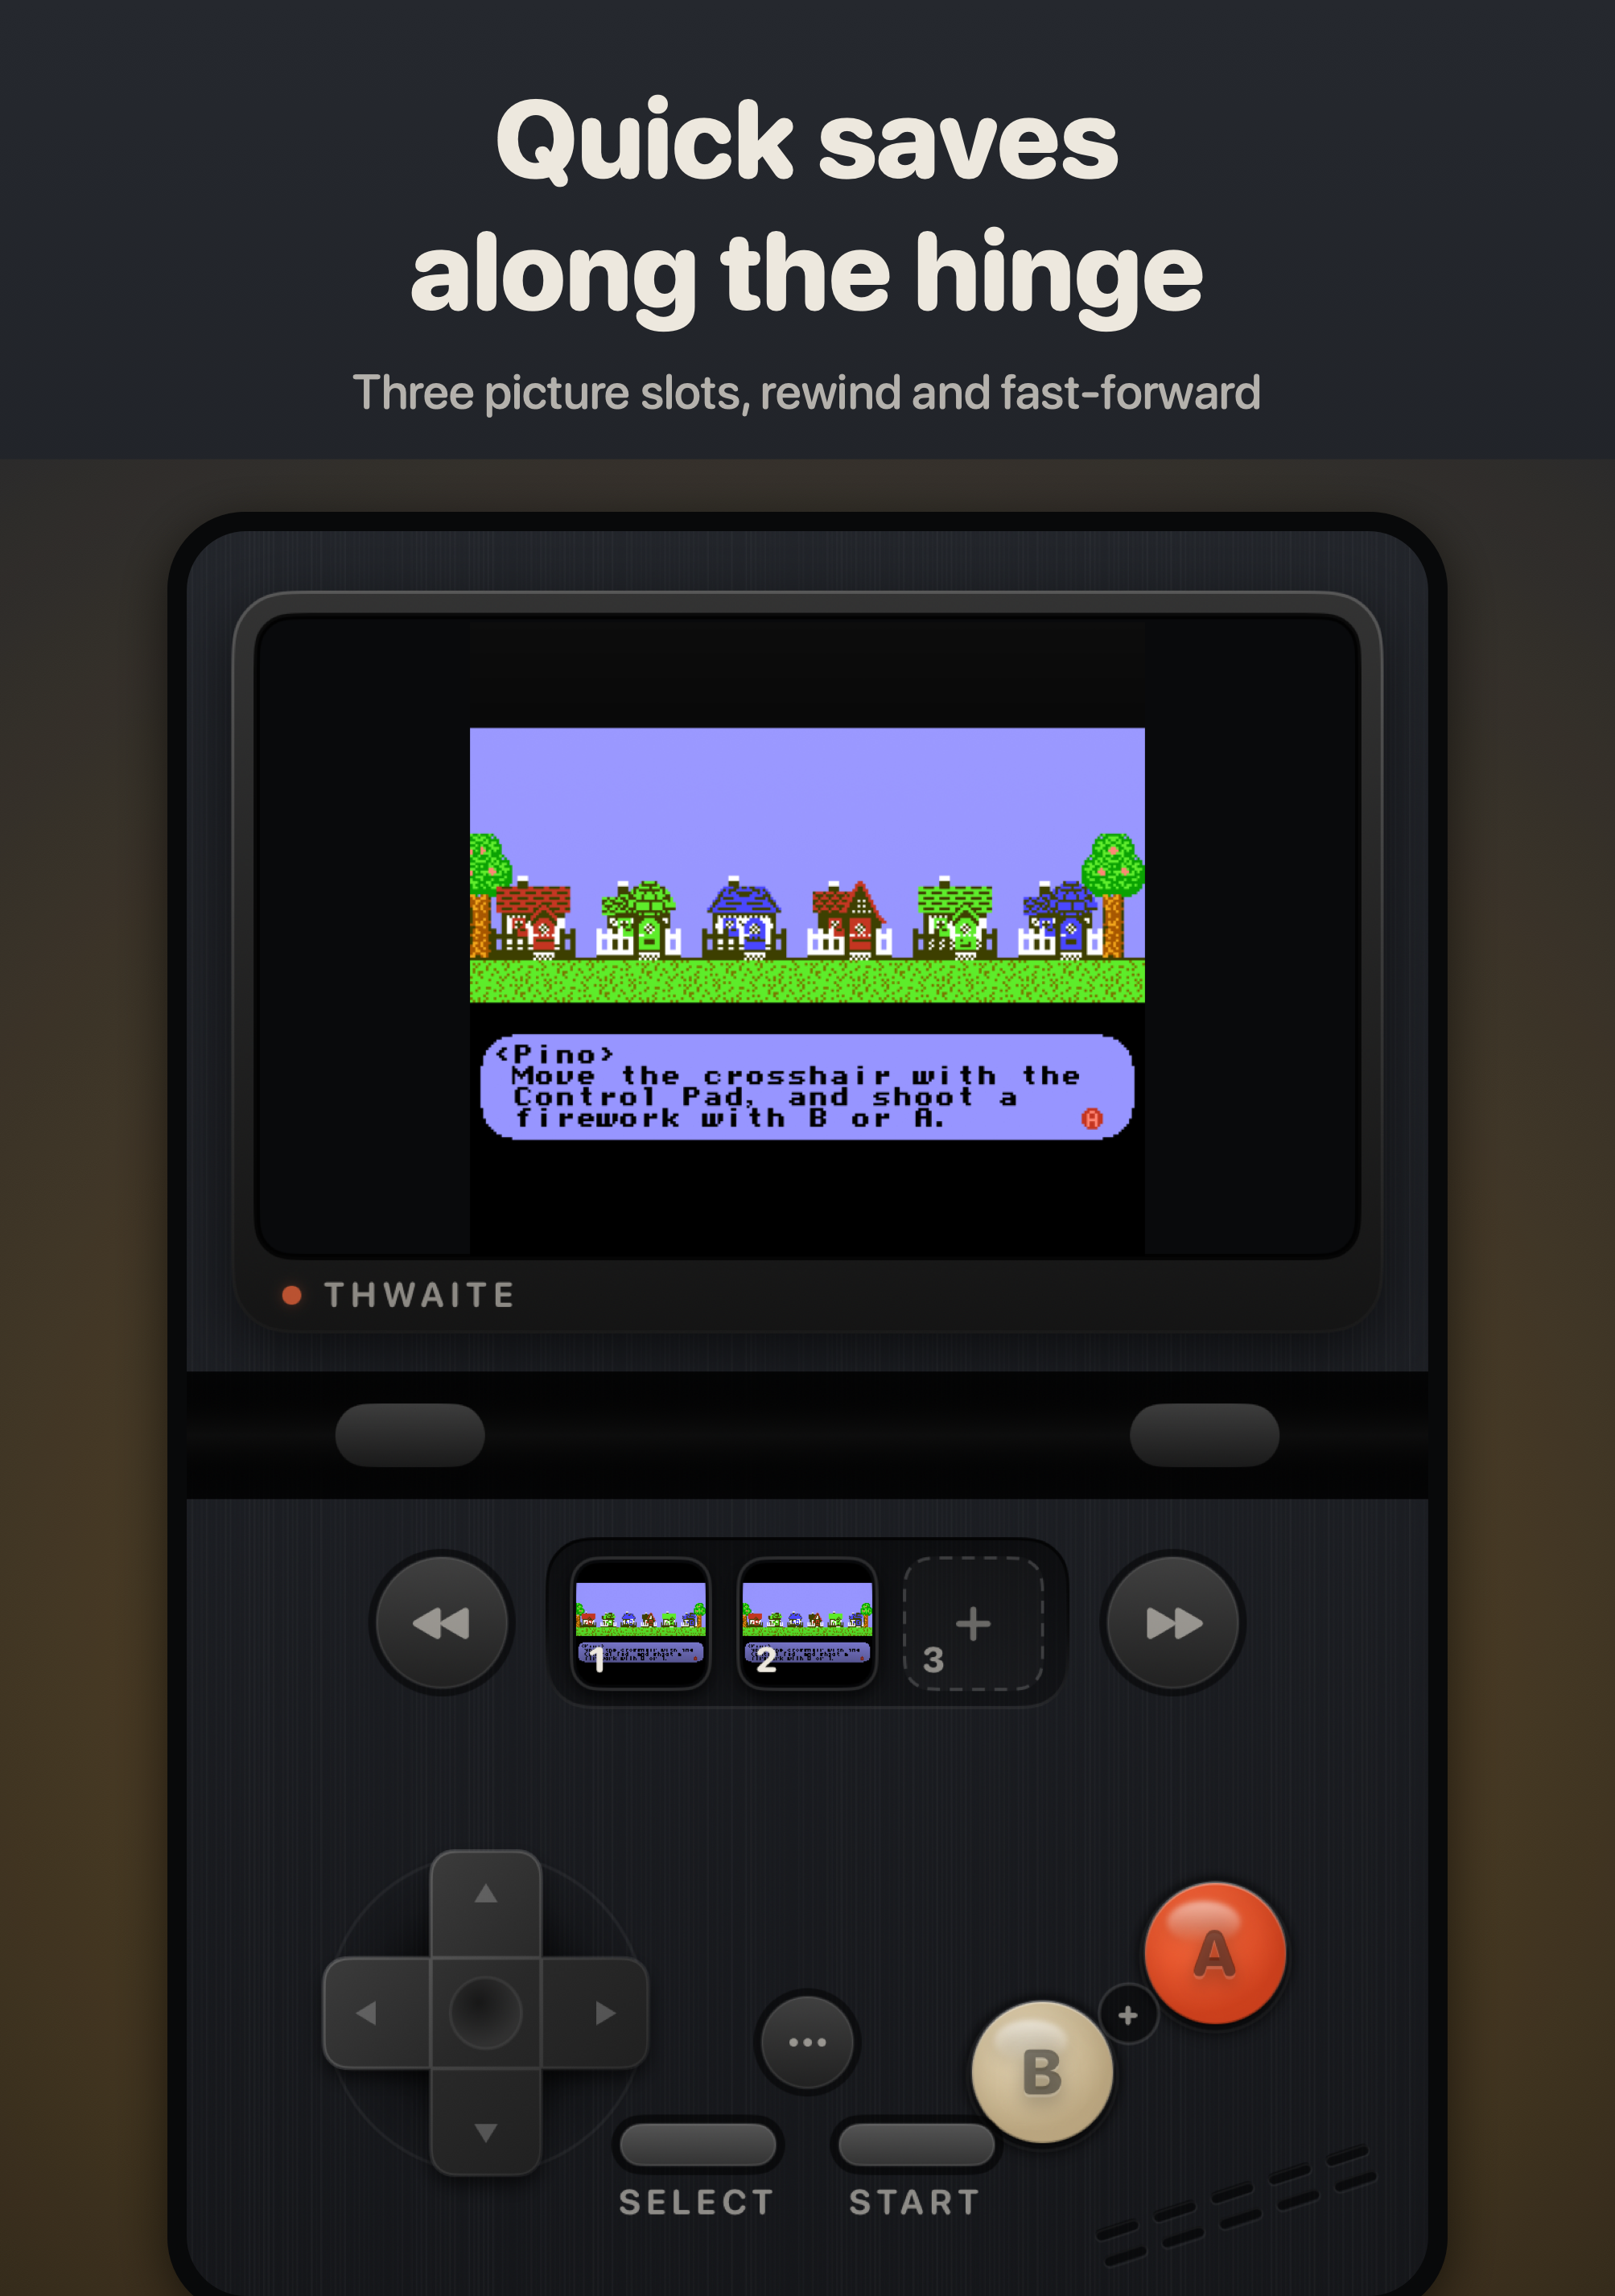 Quick saves
along the hinge
Three picture slots, rewind and fast-forward
<Pino>
Move the crosshair with the
Control Pad, and shoot a
firework with B or A.
A
THWAITE
1
2
3
A
B
SELECT
START